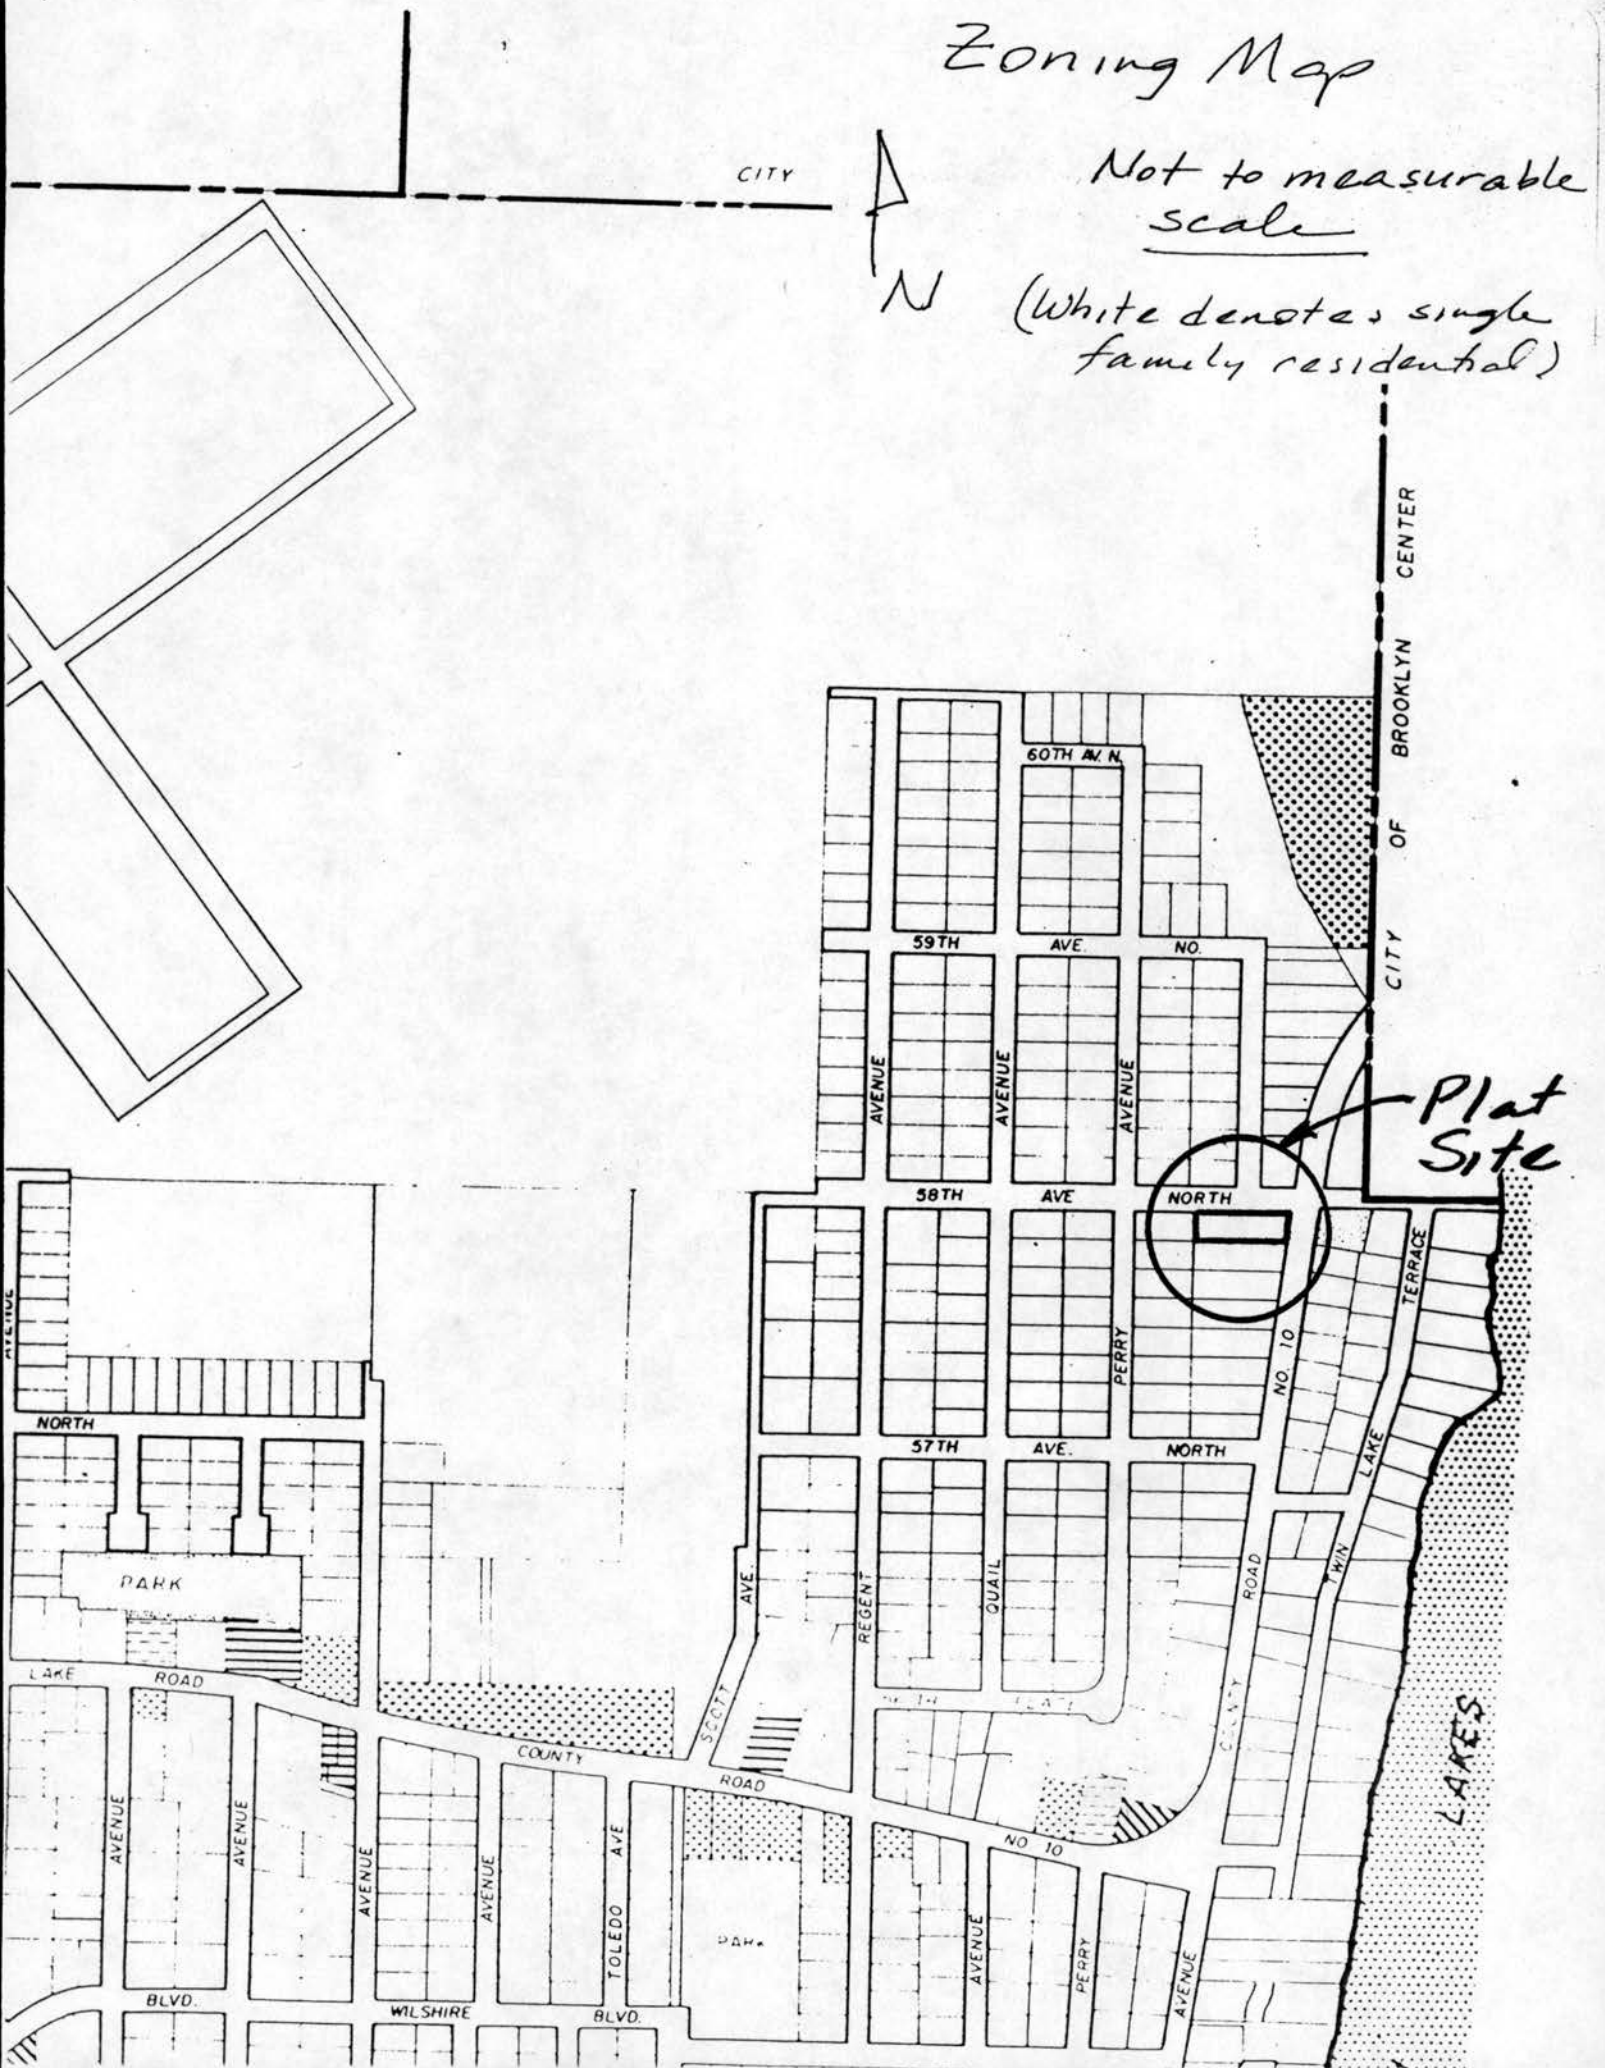 Zoning Map
CITY
Not to measurable
scale
N
(White denotes single
family residential)
CITY OF BROOKLYN CENTER
60TH AV. N.
59TH AVE. NO.
AVENUE
AVENUE
AVENUE
Plat
Site
58TH AVE NORTH
TERRACE
AVENUE
PERRY
NO. 10
NORTH
57TH AVE. NORTH
LAKE
PARK
AVE.
REGENT
QUAIL
ROAD
TWIN
LAKE ROAD
SCOTT
COUNTY
LAKES
COUNTY ROAD
NO 10
AVENUE
AVENUE
AVENUE
AVENUE
TOLEDO AVE
PARK
AVENUE
PERRY
AVENUE
BLVD.
WILSHIRE BLVD.